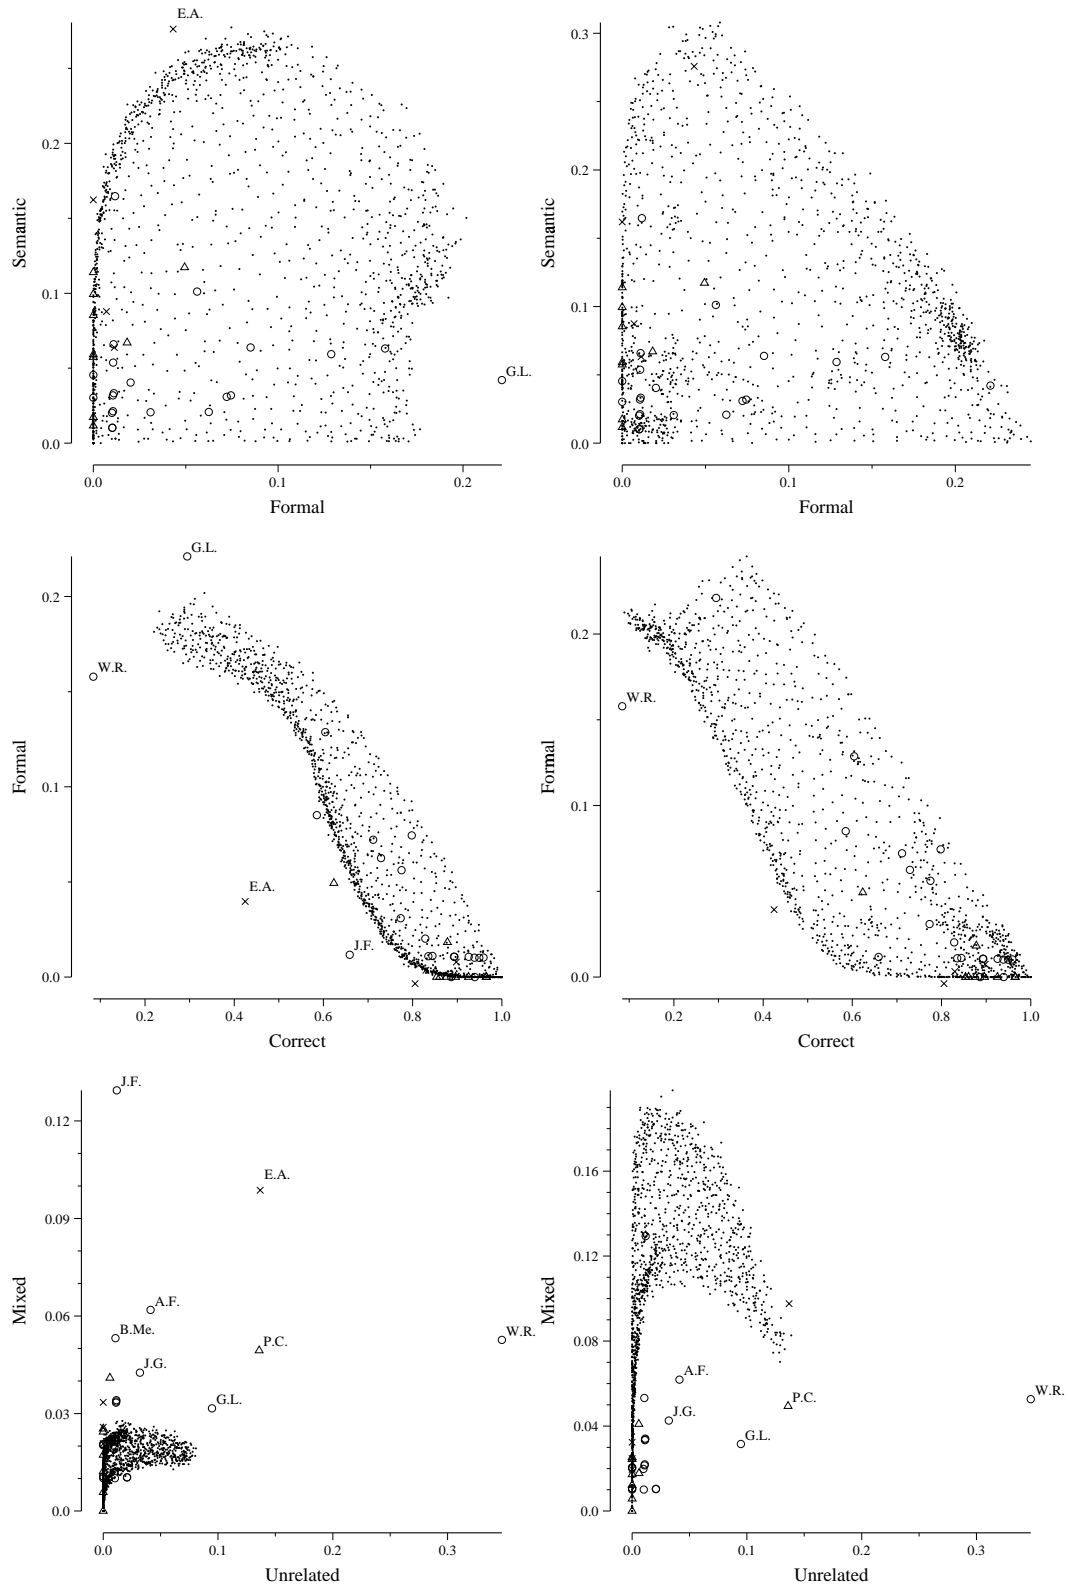 E.A.
0.2
0.1
0.0
Semantic
G.L.
0.0
0.1
0.2
Formal
0.3
0.2
0.1
0.0
Semantic
0.0
0.1
0.2
Formal
G.L.
0.2
W.R.
0.1
E.A.
J.F.
0.0
Formal
0.2
0.4
0.6
0.8
1.0
Correct
0.2
W.R.
0.1
0.0
Formal
0.2
0.4
0.6
0.8
1.0
Correct
J.F.
0.12
E.A.
0.09
A.F.
0.06
B.Me.
W.R.
P.C.
J.G.
G.L.
0.03
0.0
Mixed
0.0
0.1
0.2
0.3
Unrelated
0.16
0.12
0.08
A.F.
W.R.
P.C.
J.G.
0.04
G.L.
0.0
Mixed
0.0
0.1
0.2
0.3
Unrelated